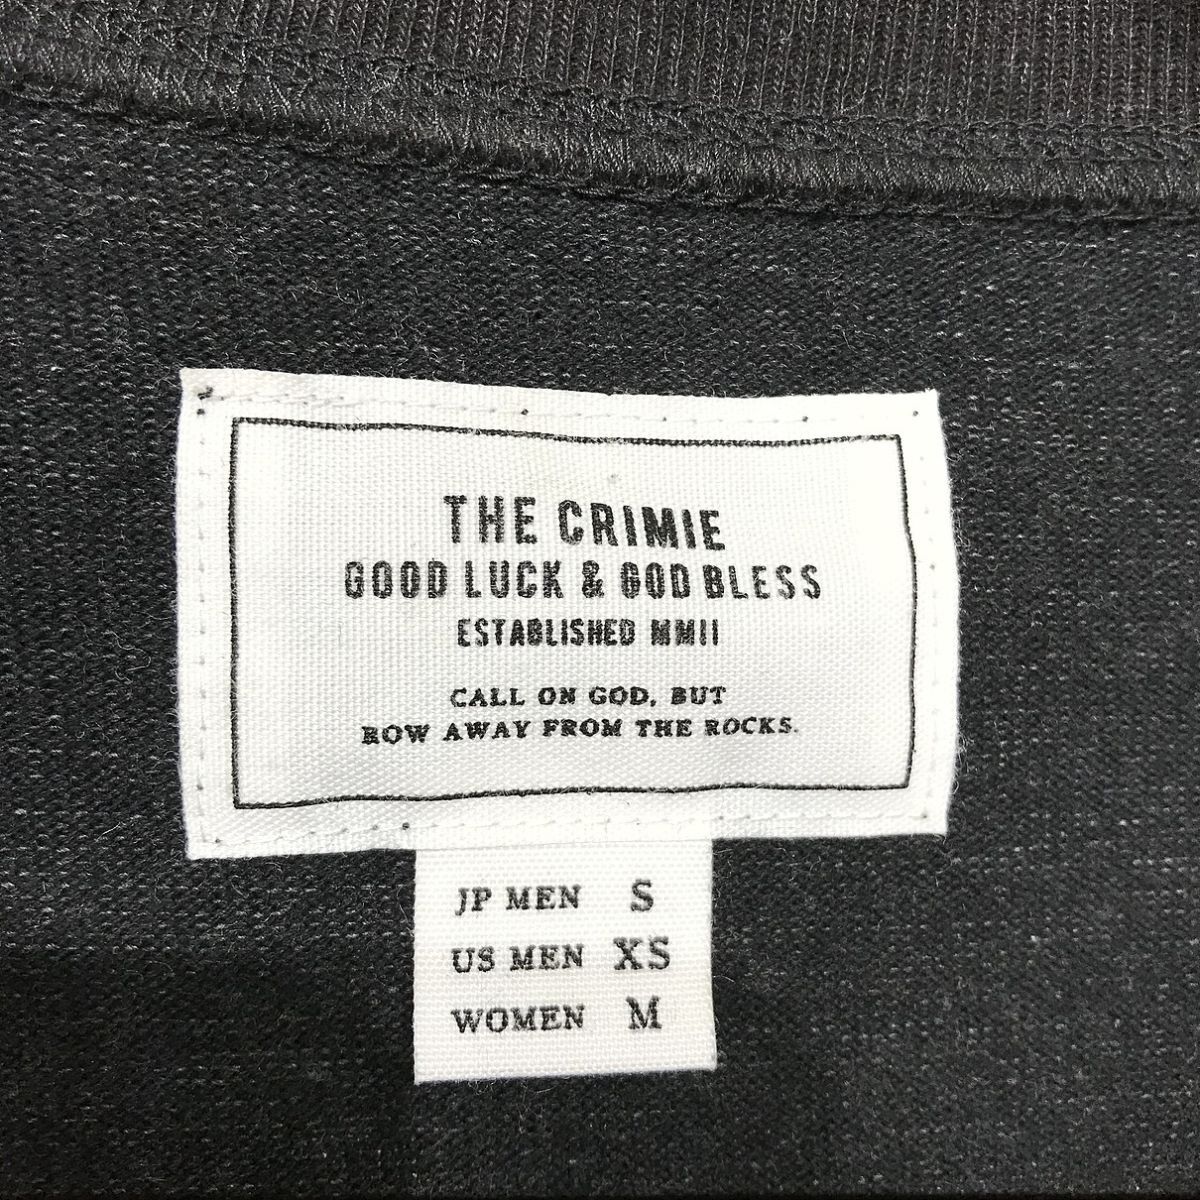 THE CRIMIE
GOOD LUCK & GOD BLESS
ESTABLISHED MMII
CALL ON GOD, BUT
ROW AWAY FROM THE ROCKS.
JP MEN S
US MEN XS
WOMEN M